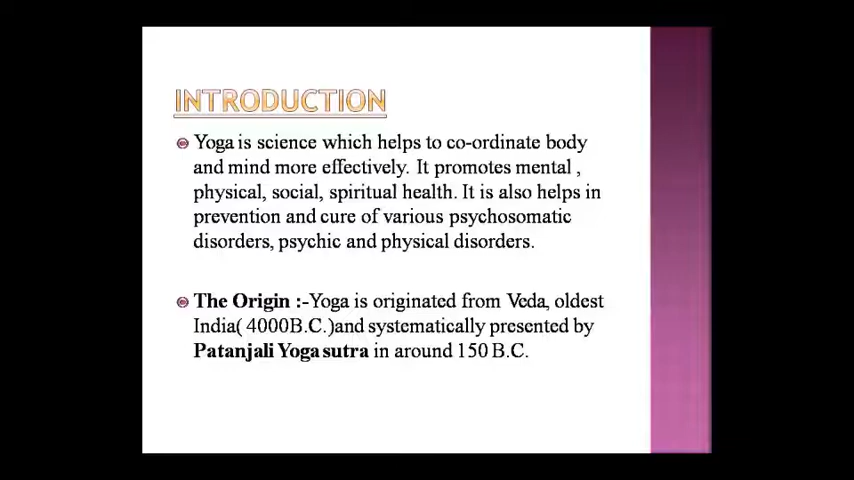 INTRODUCTION
Yoga is science which helps to co-ordinate body
and mind more effectively. It promotes mental ,
physical, social, spiritual health. It is also helps in
prevention and cure of various psychosomatic
disorders, psychic and physical disorders.
The Origin :-Yoga is originated from Veda, oldest
India( 4000B.C.)and systematically presented by
Patanjali Yoga sutra in around 150 B.C.